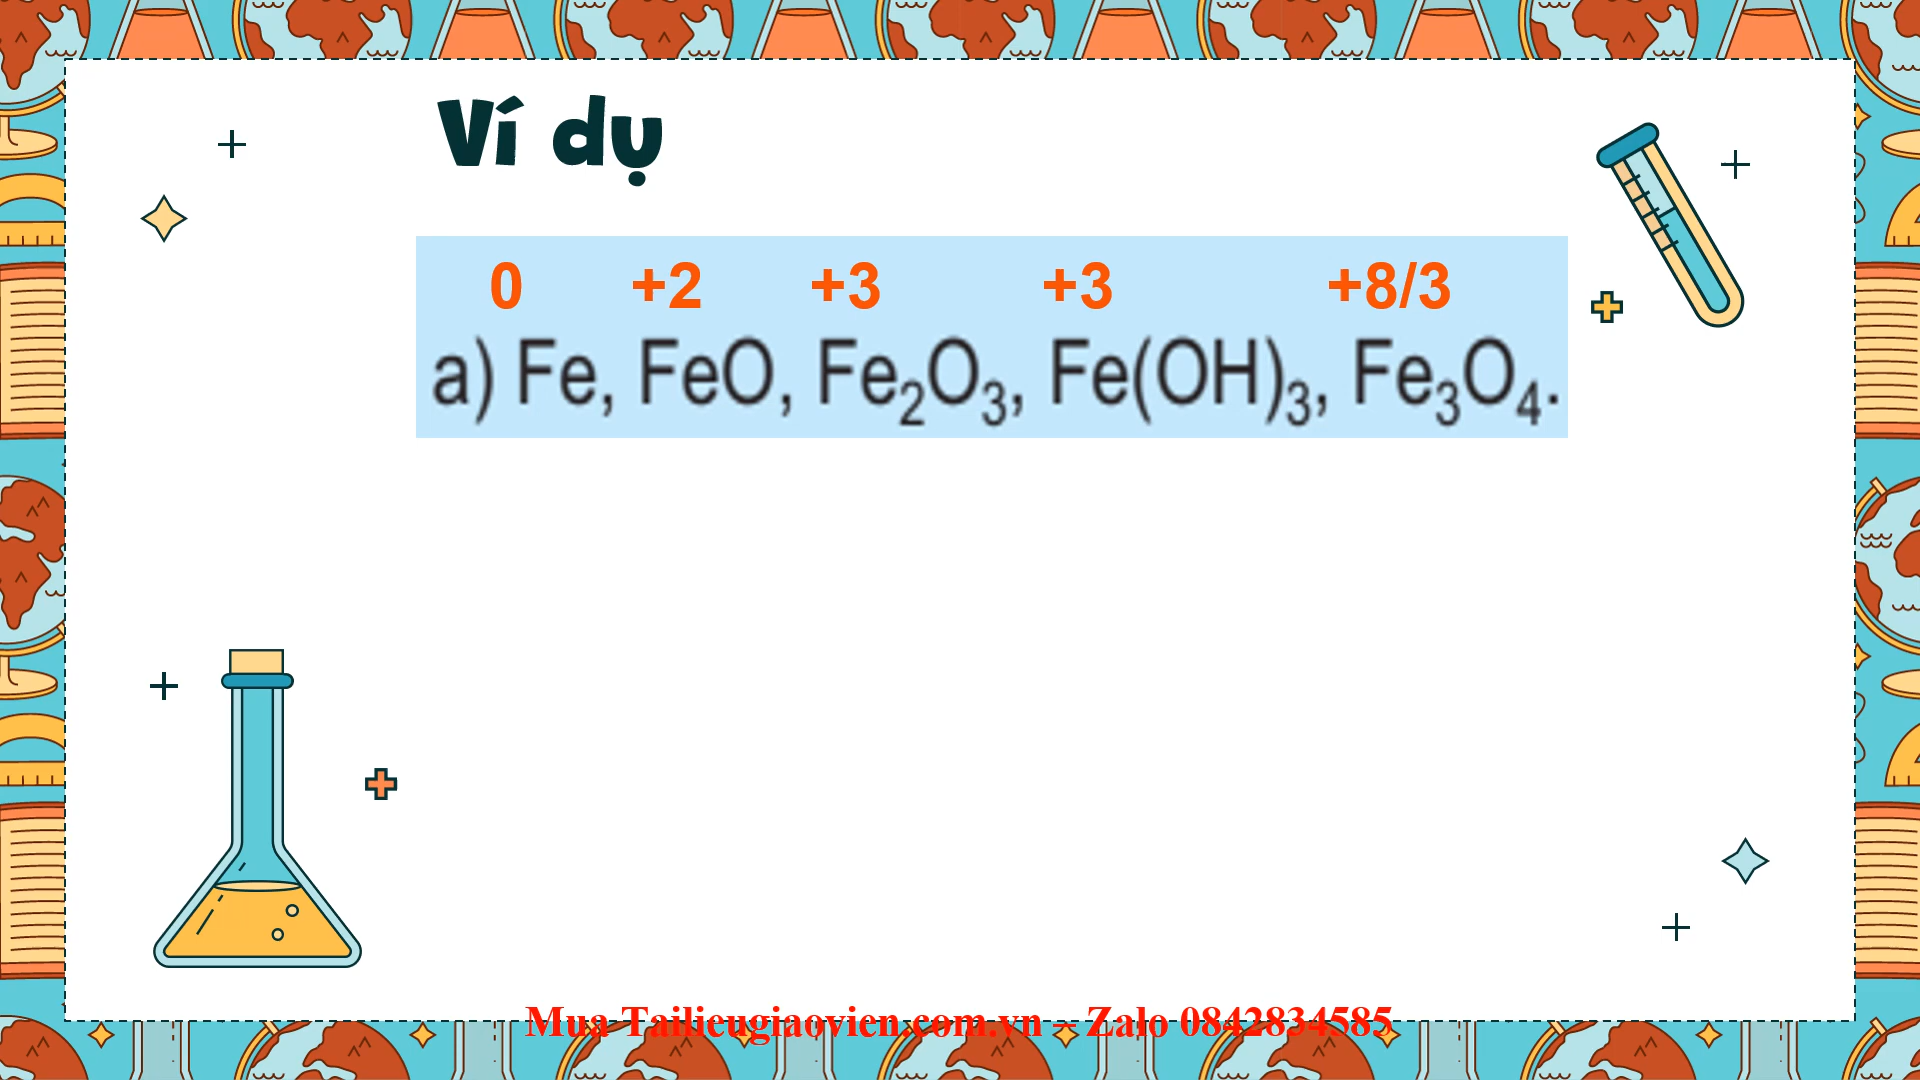 Ví dụ
0 +2 +3 +3 +8/3
a) Fe, FeO, Fe₂O₃, Fe(OH)₃, Fe₃O₄.
Mua Tailieugiaovien.com.vn – Zalo 0842834585